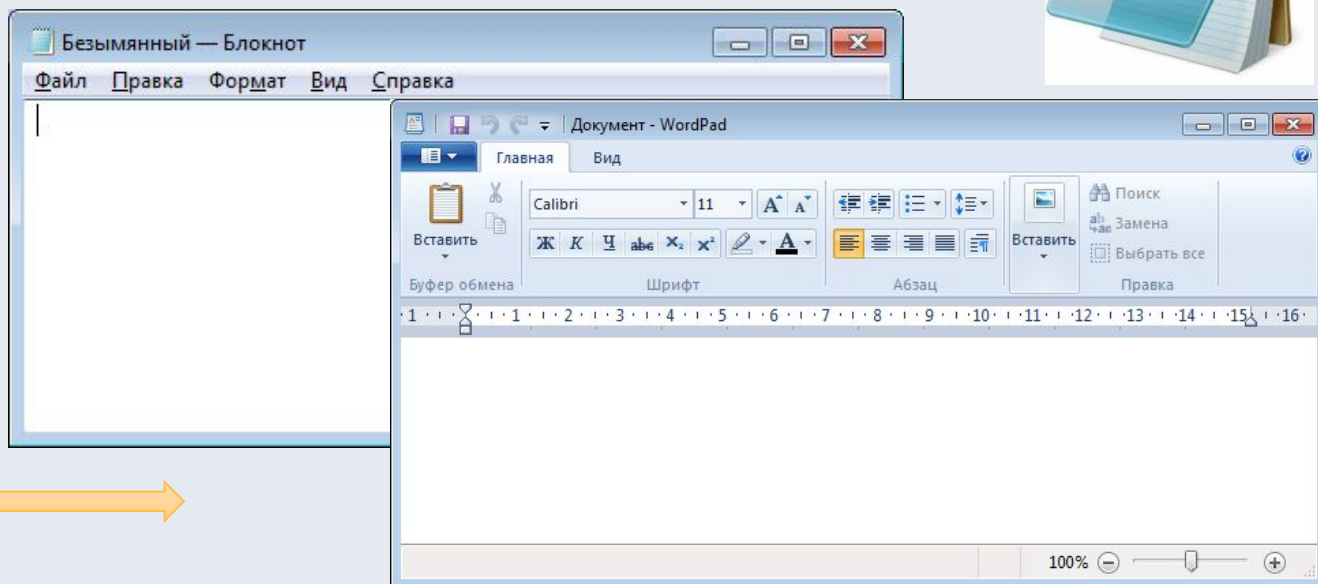 Безымянный — Блокнот
Файл Правка Формат Вид Справка
Документ - WordPad
Главная Вид
Calibri 11 A A Поиск
Замена
Вставить Ж К Ч abc X₂ X² A Вставить
Выбрать все
Буфер обмена Шрифт Абзац Правка
1 1 2 3 4 5 6 7 8 9 10 11 12 13 14 15 16
100%